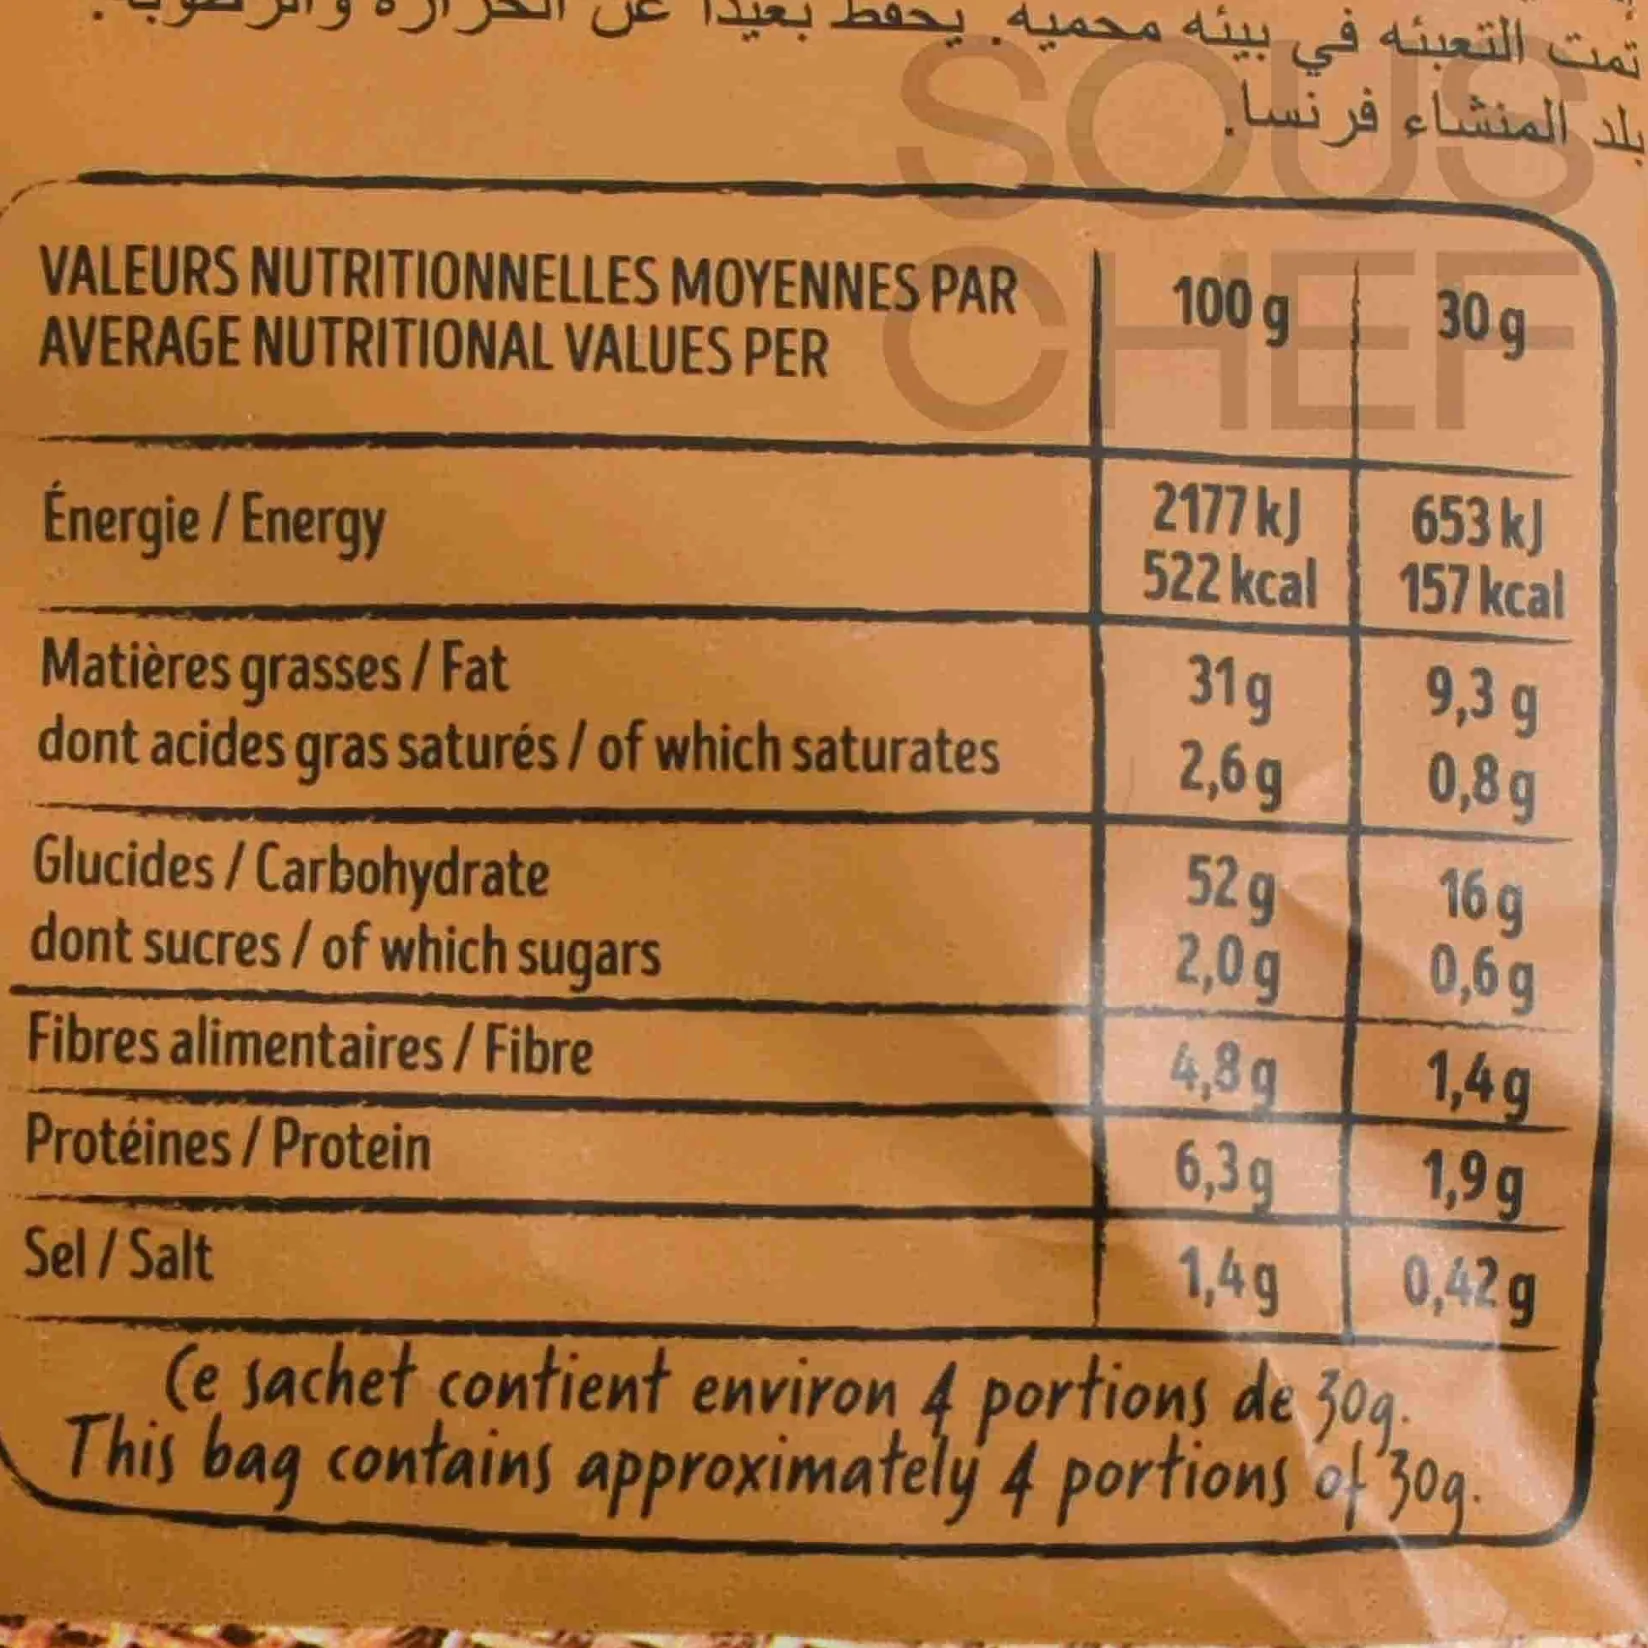 تمت التعبئه في بيئه محميه. يحفظ بعيدا عن
بلد المنشاء فرنسا.
SOUS
CHEF
VALEURS NUTRITIONNELLES MOYENNES PAR
AVERAGE NUTRITIONAL VALUES PER
100 g 30 g
Énergie / Energy
2177 kJ 653 kJ
522 kcal 157 kcal
Matières grasses / Fat 31 g 9,3 g
dont acides gras saturés / of which saturates 2,6 g 0,8 g
Glucides / Carbohydrate 52 g 16 g
dont sucres / of which sugars 2,0 g 0,6 g
Fibres alimentaires / Fibre 4,8 g 1,4 g
Protéines / Protein 6,3 g 1,9 g
Sel / Salt 1,4 g 0,42 g
Ce sachet contient environ 4 portions de 30g.
This bag contains approximately 4 portions of 30g.